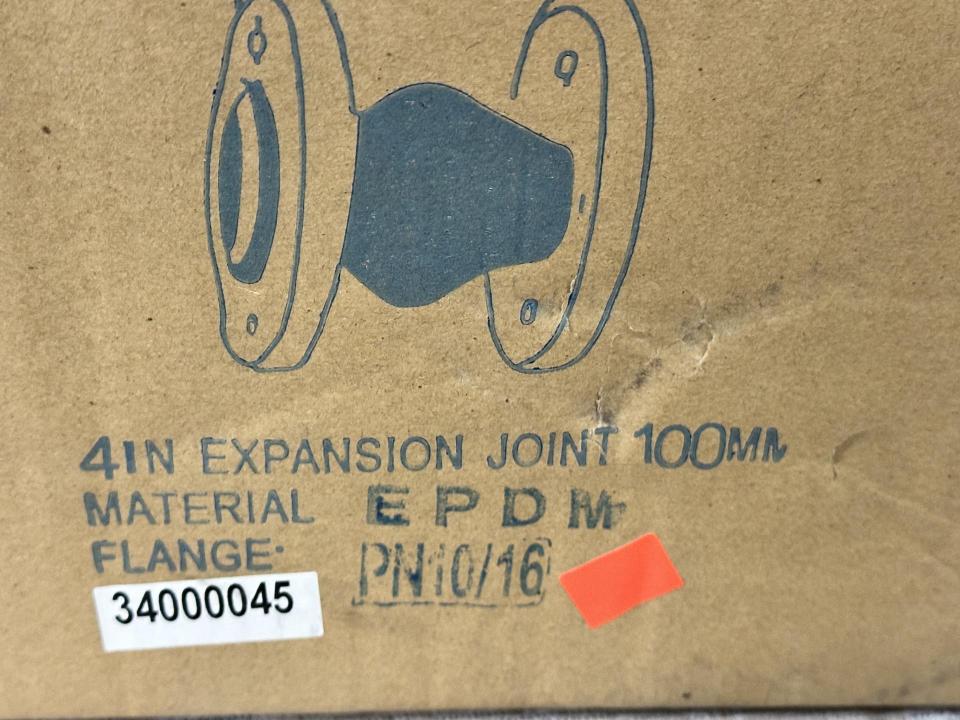 4IN EXPANSION JOINT 100MM
MATERIAL EPDM
FLANGE: PN10/16
34000045